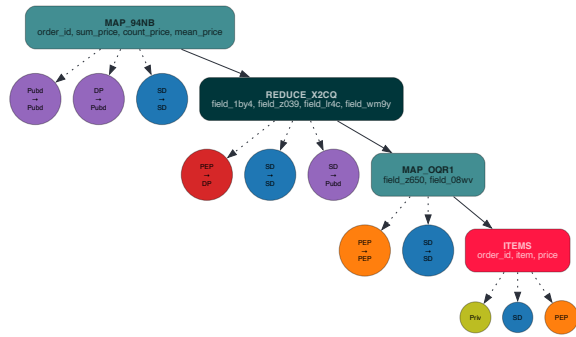 MAP_94NB
order_id, sum_price, count_price, mean_price
Pubd
→
Pubd
DP
→
Pubd
SD
→
SD
REDUCE_X2CQ
field_1by4, field_z039, field_lr4c, field_wm9y
PEP
→
DP
SD
→
SD
SD
→
Pubd
MAP_OQR1
field_z650, field_08wv
PEP
→
PEP
SD
→
SD
ITEMS
order_id, item, price
Priv
SD
PEP